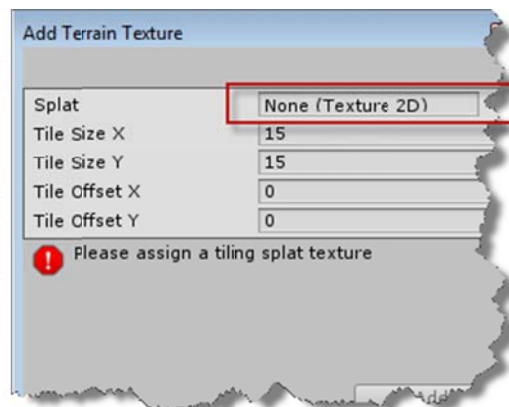 Add Terrain Texture
Splat None (Texture 2D)
Tile Size X 15
Tile Size Y 15
Tile Offset X 0
Tile Offset Y 0
Please assign a tiling splat texture
Add